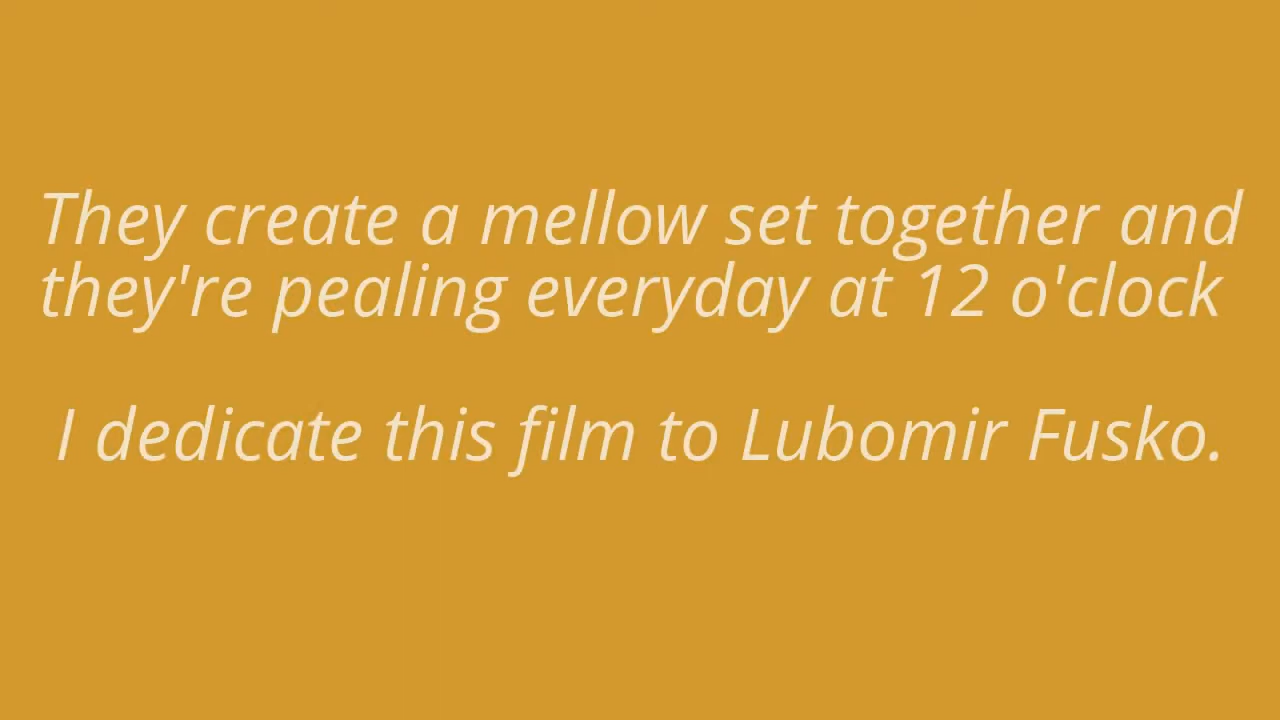 They create a mellow set together and
they're pealing everyday at 12 o'clock
I dedicate this film to Lubomir Fusko.